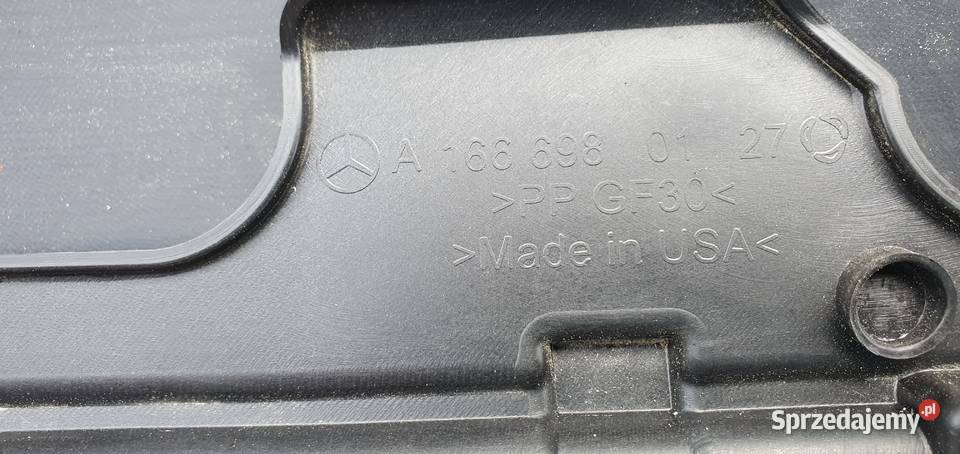 A 166 698 01 27
>PP GF30<
>Made in USA<
Sprzedajemy.pl